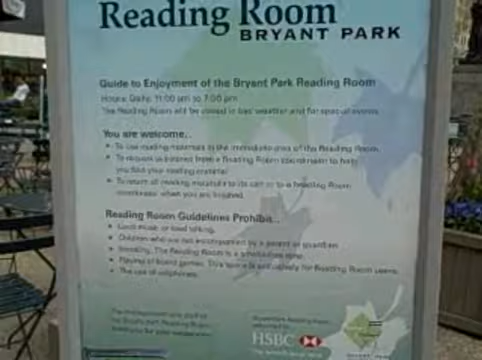 Reading Room
BRYANT PARK
Guide to Enjoyment of the Bryant Park Reading Room
Hours: Daily: 11:00 am to 7:00 pm
The Reading Room will be closed in bad weather and for special events.
You are welcome...
• To use reading materials in the immediate area of the Reading Room.
• To request assistance from a Reading Room coordinator to help
you find your reading material
• To return all reading materials to its cart or to a Reading Room
coordinator when you are finished.
Reading Room Guidelines Prohibit...
• Loud music or loud talking.
• Children who are not accompanied by a parent or guardian.
• Smoking. The Reading Room is a smoke-free zone.
• Playing of board games. This space is exclusively for Reading Room users.
• The use of cell phones.
HSBC